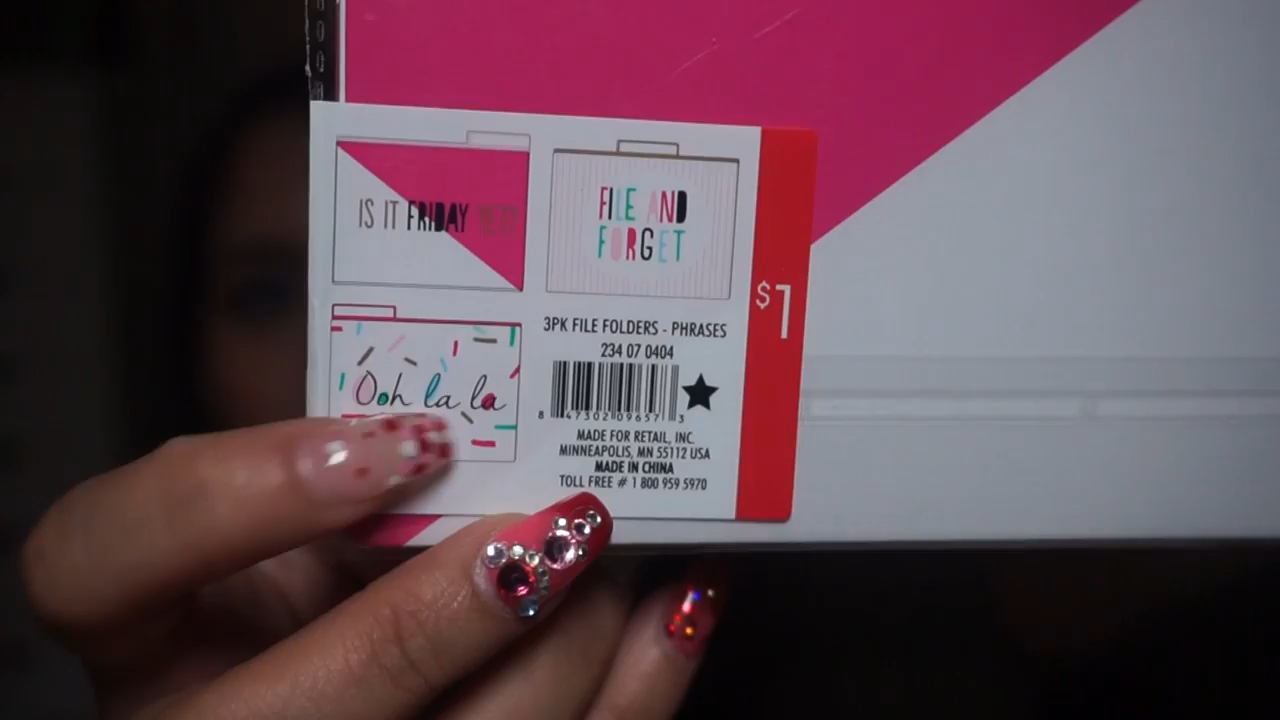 IS IT FRIDAY YET?
FILE AND
FORGET
Ooh la la
$1
3PK FILE FOLDERS - PHRASES
234 07 0404
8 47302 09657 3
MADE FOR RETAIL, INC.
MINNEAPOLIS, MN 55112 USA
MADE IN CHINA
TOLL FREE # 1 800 959 5970